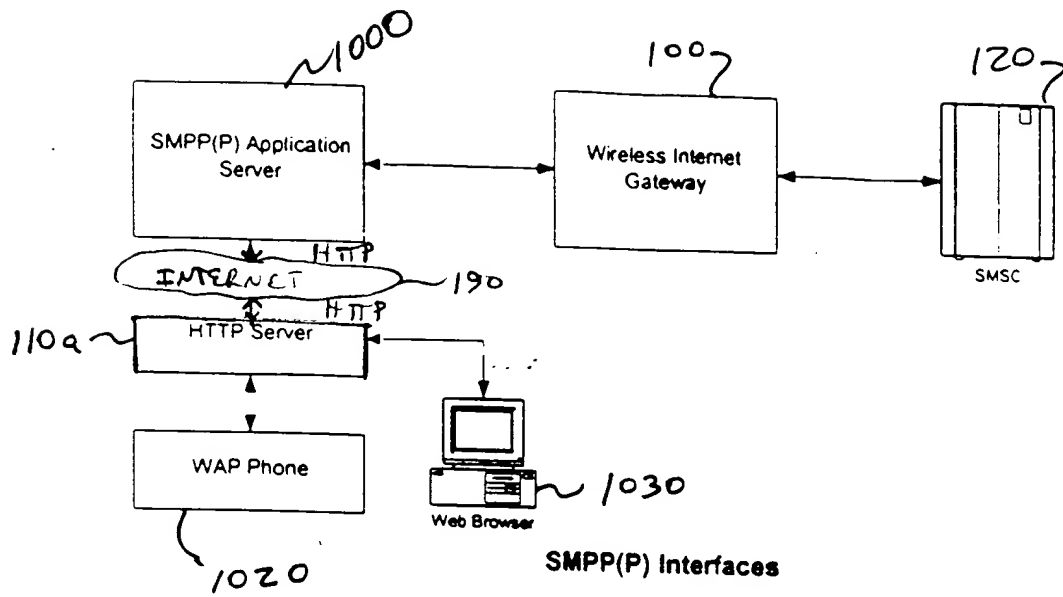 1000
100
120
SMPP(P) Application
Server
Wireless Internet
Gateway
SMSC
HTTP
INTERNET
190
HTTP
110a
HTTP Server
WAP Phone
1030
Web Browser
1020
SMPP(P) Interfaces